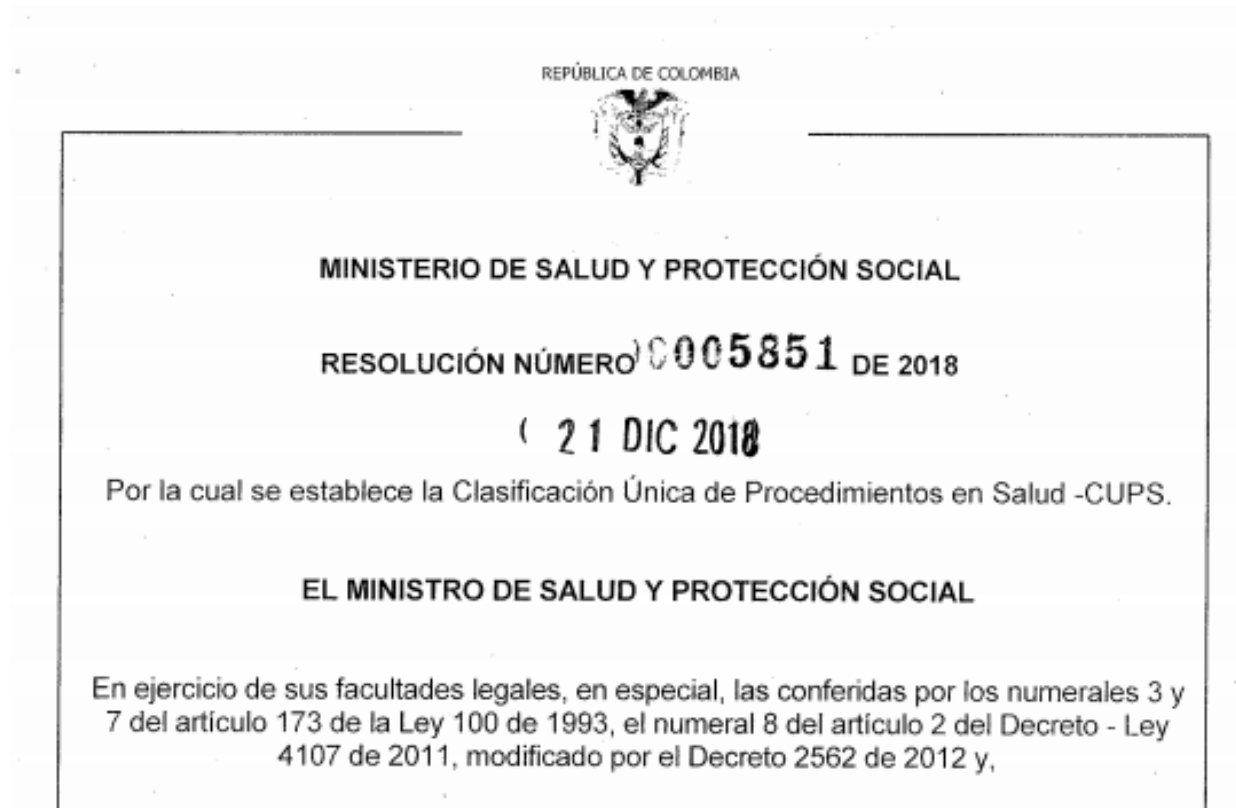 REPÚBLICA DE COLOMBIA
MINISTERIO DE SALUD Y PROTECCIÓN SOCIAL
RESOLUCIÓN NÚMERO 0005851 DE 2018
( 21 DIC 2018
Por la cual se establece la Clasificación Única de Procedimientos en Salud -CUPS.
EL MINISTRO DE SALUD Y PROTECCIÓN SOCIAL
En ejercicio de sus facultades legales, en especial, las conferidas por los numerales 3 y
7 del artículo 173 de la Ley 100 de 1993, el numeral 8 del artículo 2 del Decreto - Ley
4107 de 2011, modificado por el Decreto 2562 de 2012 y,